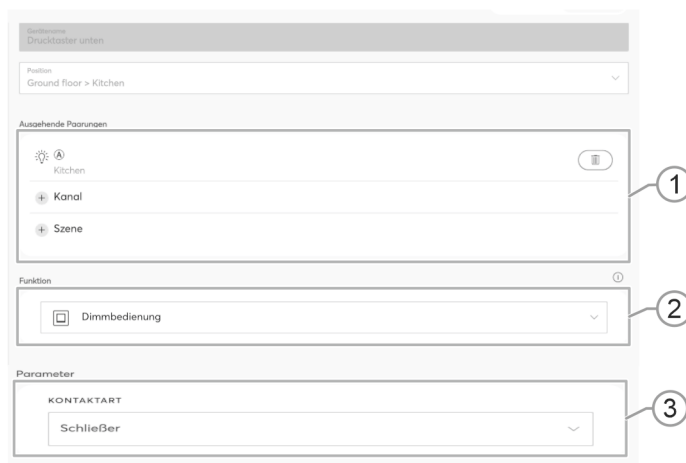 Gerätename
Drucktaster unten
Position
Ground floor > Kitchen
Ausgehende Paarungen
A
Kitchen
1
+ Kanal
+ Szene
Funktion
Dimmbedienung
2
Parameter
KONTAKTART
Schließer
3